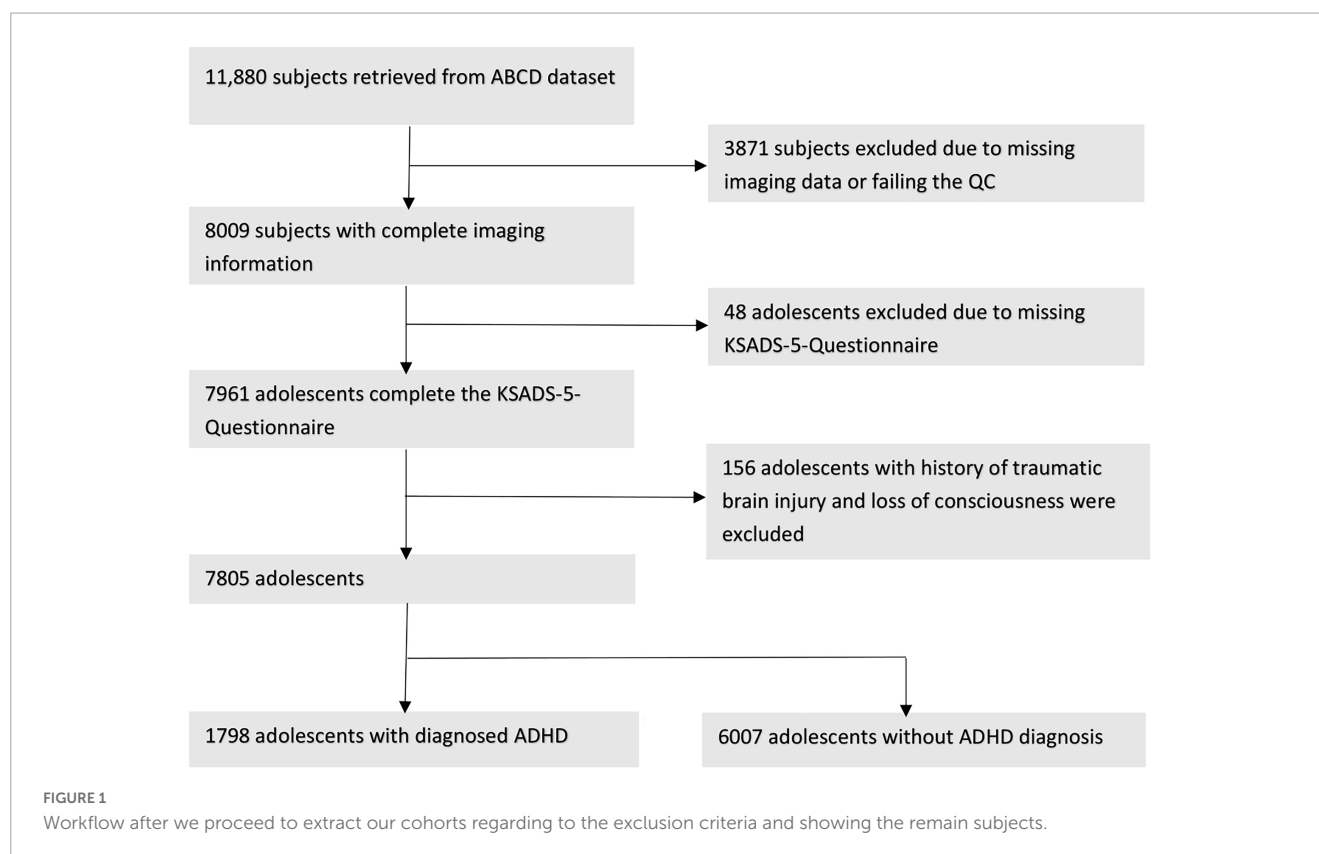 11,880 subjects retrieved from ABCD dataset
3871 subjects excluded due to missing
imaging data or failing the QC
8009 subjects with complete imaging
information
48 adolescents excluded due to missing
KSADS-5-Questionnaire
7961 adolescents complete the KSADS-5-
Questionnaire
156 adolescents with history of traumatic
brain injury and loss of consciousness were
excluded
7805 adolescents
1798 adolescents with diagnosed ADHD
6007 adolescents without ADHD diagnosis
FIGURE 1
Workflow after we proceed to extract our cohorts regarding to the exclusion criteria and showing the remain subjects.